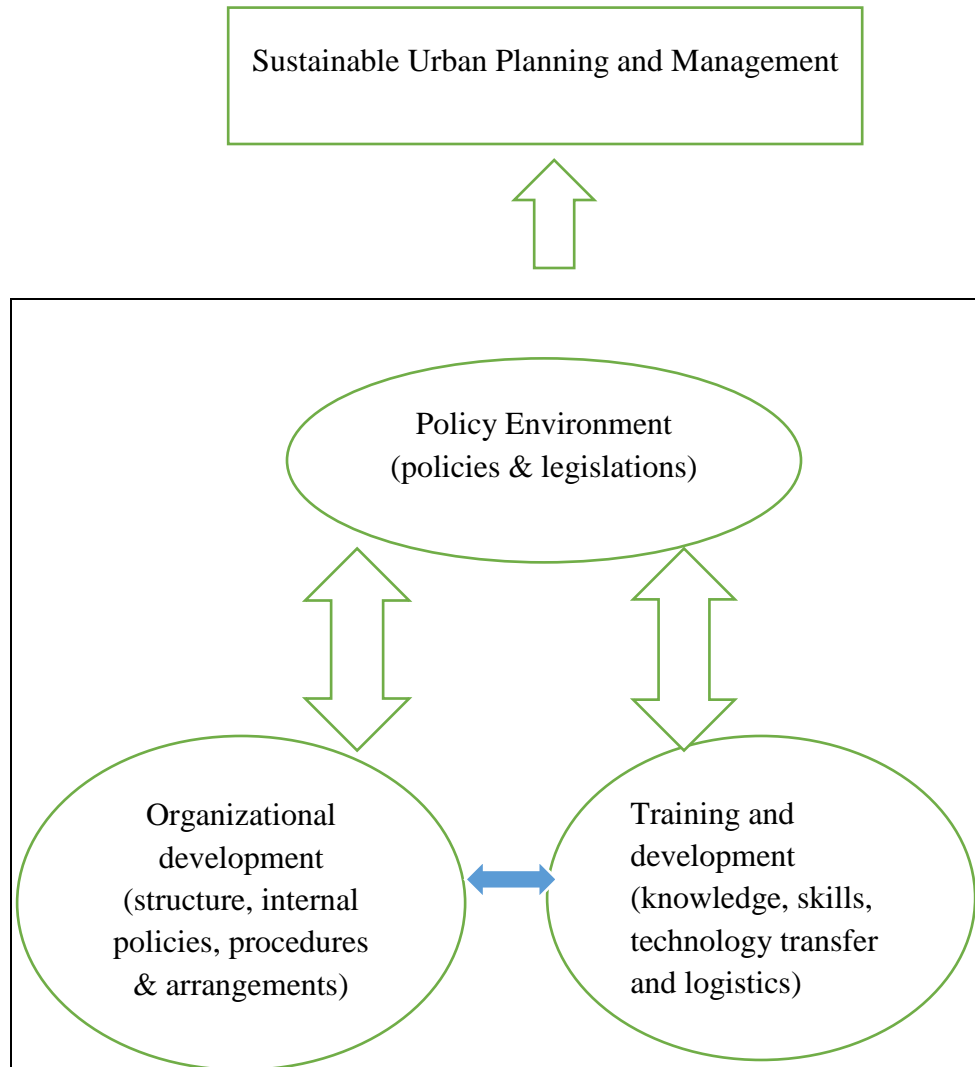 Sustainable Urban Planning and Management
Policy Environment
(policies & legislations)
Organizational
development
(structure, internal
policies, procedures
& arrangements)
Training and
development
(knowledge, skills,
technology transfer
and logistics)